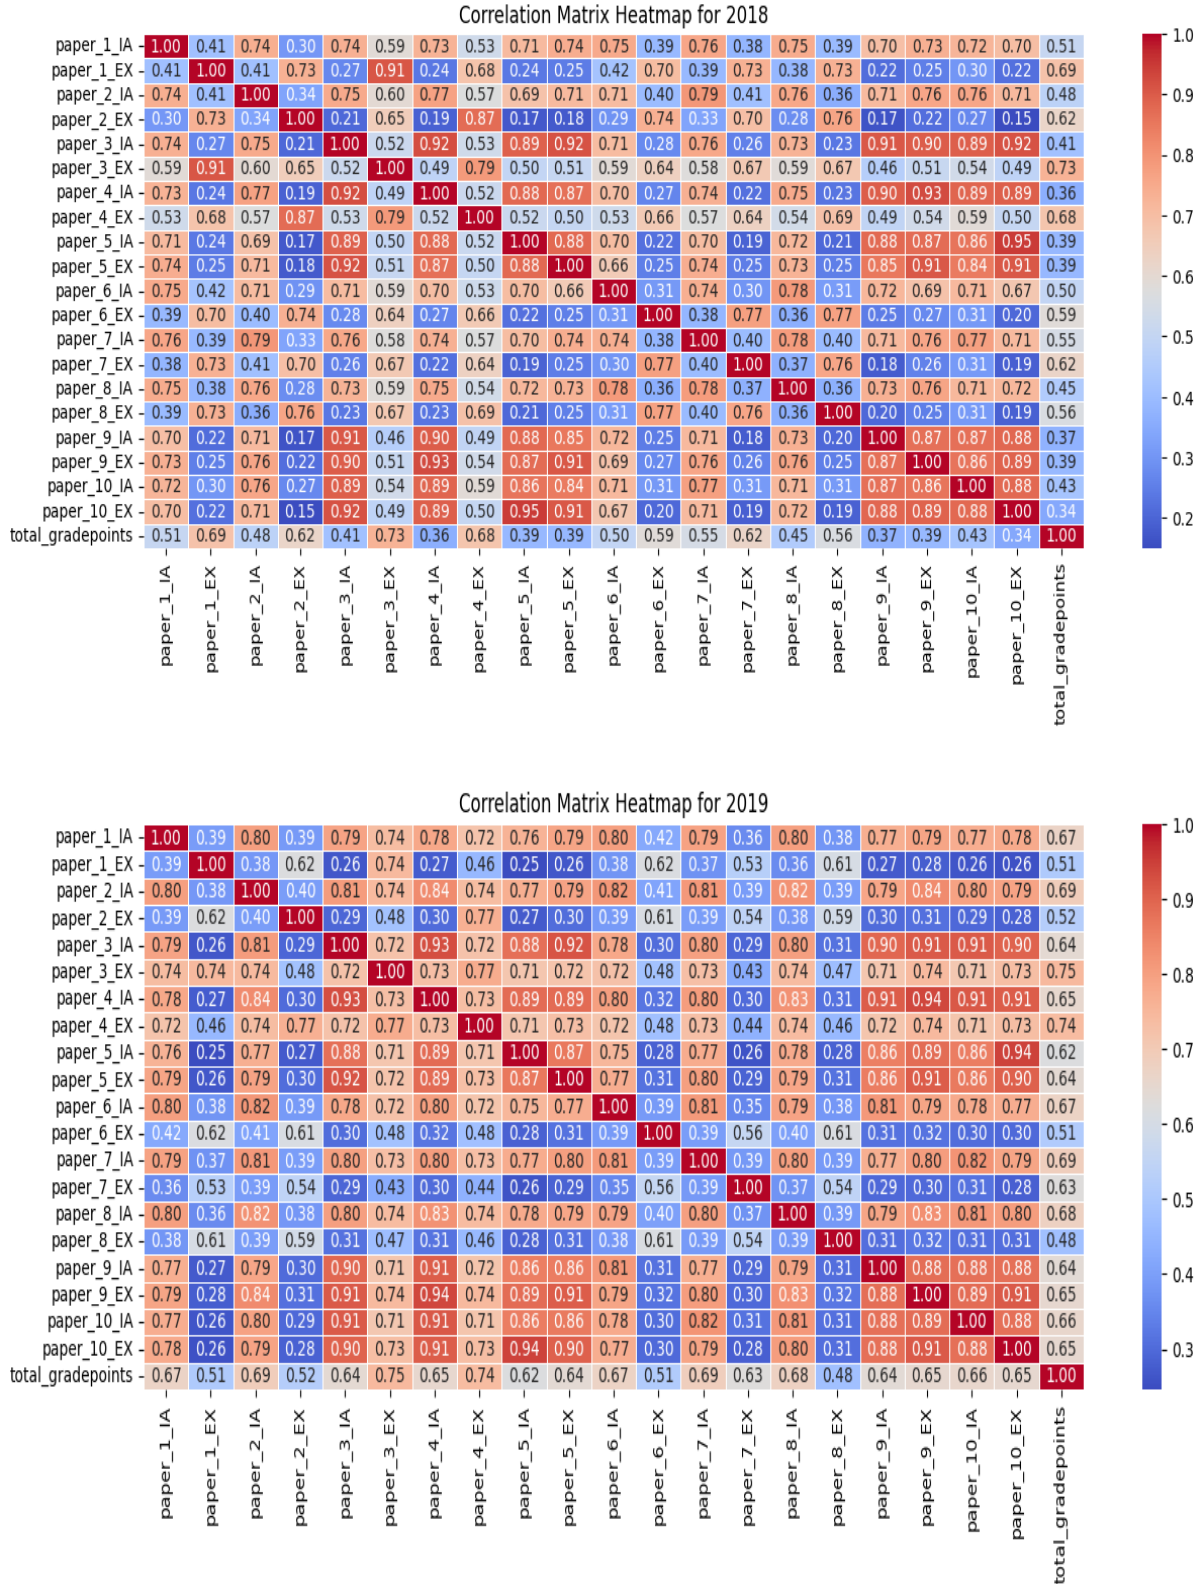 Correlation Matrix Heatmap for 2018
paper_1_IA 1.00 0.41 0.74 0.30 0.74 0.59 0.73 0.53 0.71 0.74 0.75 0.39 0.76 0.38 0.75 0.39 0.70 0.73 0.72 0.70 0.51
paper_1_EX 0.41 1.00 0.41 0.73 0.27 0.91 0.24 0.68 0.24 0.25 0.42 0.70 0.39 0.73 0.38 0.73 0.22 0.25 0.30 0.22 0.69
paper_2_IA 0.74 0.41 1.00 0.34 0.75 0.60 0.77 0.57 0.69 0.71 0.71 0.40 0.79 0.41 0.76 0.36 0.71 0.76 0.76 0.71 0.48
paper_2_EX 0.30 0.73 0.34 1.00 0.21 0.65 0.19 0.87 0.17 0.18 0.29 0.74 0.33 0.70 0.28 0.76 0.17 0.22 0.27 0.15 0.62
paper_3_IA 0.74 0.27 0.75 0.21 1.00 0.52 0.92 0.53 0.89 0.92 0.71 0.28 0.76 0.26 0.73 0.23 0.91 0.90 0.89 0.92 0.41
paper_3_EX 0.59 0.91 0.60 0.65 0.52 1.00 0.49 0.79 0.50 0.51 0.59 0.64 0.58 0.67 0.59 0.67 0.46 0.51 0.54 0.49 0.73
paper_4_IA 0.73 0.24 0.77 0.19 0.92 0.49 1.00 0.52 0.88 0.87 0.70 0.27 0.74 0.22 0.75 0.23 0.90 0.93 0.89 0.89 0.36
paper_4_EX 0.53 0.68 0.57 0.87 0.53 0.79 0.52 1.00 0.52 0.50 0.53 0.66 0.57 0.64 0.54 0.69 0.49 0.54 0.59 0.50 0.68
paper_5_IA 0.71 0.24 0.69 0.17 0.89 0.50 0.88 0.52 1.00 0.88 0.70 0.22 0.70 0.19 0.72 0.21 0.88 0.87 0.86 0.95 0.39
paper_5_EX 0.74 0.25 0.71 0.18 0.92 0.51 0.87 0.50 0.88 1.00 0.66 0.25 0.74 0.25 0.73 0.25 0.85 0.91 0.84 0.91 0.39
paper_6_IA 0.75 0.42 0.71 0.29 0.71 0.59 0.70 0.53 0.70 0.66 1.00 0.31 0.74 0.30 0.78 0.31 0.72 0.69 0.71 0.67 0.50
paper_6_EX 0.39 0.70 0.40 0.74 0.28 0.64 0.27 0.66 0.22 0.25 0.31 1.00 0.38 0.77 0.36 0.77 0.25 0.27 0.31 0.20 0.59
paper_7_IA 0.76 0.39 0.79 0.33 0.76 0.58 0.74 0.57 0.70 0.74 0.74 0.38 1.00 0.40 0.78 0.40 0.71 0.76 0.77 0.71 0.55
paper_7_EX 0.38 0.73 0.41 0.70 0.26 0.67 0.22 0.64 0.19 0.25 0.30 0.77 0.40 1.00 0.37 0.76 0.18 0.26 0.31 0.19 0.62
paper_8_IA 0.75 0.38 0.76 0.28 0.73 0.59 0.75 0.54 0.72 0.73 0.78 0.36 0.78 0.37 1.00 0.36 0.73 0.76 0.71 0.72 0.45
paper_8_EX 0.39 0.73 0.36 0.76 0.23 0.67 0.23 0.69 0.21 0.25 0.31 0.77 0.40 0.76 0.36 1.00 0.20 0.25 0.31 0.19 0.56
paper_9_IA 0.70 0.22 0.71 0.17 0.91 0.46 0.90 0.49 0.88 0.85 0.72 0.25 0.71 0.18 0.73 0.20 1.00 0.87 0.87 0.88 0.37
paper_9_EX 0.73 0.25 0.76 0.22 0.90 0.51 0.93 0.54 0.87 0.91 0.69 0.27 0.76 0.26 0.76 0.25 0.87 1.00 0.86 0.89 0.39
paper_10_IA 0.72 0.30 0.76 0.27 0.89 0.54 0.89 0.59 0.86 0.84 0.71 0.31 0.77 0.31 0.71 0.31 0.87 0.86 1.00 0.88 0.43
paper_10_EX 0.70 0.22 0.71 0.15 0.92 0.49 0.89 0.50 0.95 0.91 0.67 0.20 0.71 0.19 0.72 0.19 0.88 0.89 0.88 1.00 0.34
total_gradepoints 0.51 0.69 0.48 0.62 0.41 0.73 0.36 0.68 0.39 0.39 0.50 0.59 0.55 0.62 0.45 0.56 0.37 0.39 0.43 0.34 1.00
paper_1_IA paper_1_EX paper_2_IA paper_2_EX paper_3_IA paper_3_EX paper_4_IA paper_4_EX paper_5_IA paper_5_EX paper_6_IA paper_6_EX paper_7_IA paper_7_EX paper_8_IA paper_8_EX paper_9_IA paper_9_EX paper_10_IA paper_10_EX total_gradepoints
1.0
0.9
0.8
0.7
0.6
0.5
0.4
0.3
0.2
Correlation Matrix Heatmap for 2019
paper_1_IA 1.00 0.39 0.80 0.39 0.79 0.74 0.78 0.72 0.76 0.79 0.80 0.42 0.79 0.36 0.80 0.38 0.77 0.79 0.77 0.78 0.67
paper_1_EX 0.39 1.00 0.38 0.62 0.26 0.74 0.27 0.46 0.25 0.26 0.38 0.62 0.37 0.53 0.36 0.61 0.27 0.28 0.26 0.26 0.51
paper_2_IA 0.80 0.38 1.00 0.40 0.81 0.74 0.84 0.74 0.77 0.79 0.82 0.41 0.81 0.39 0.82 0.39 0.79 0.84 0.80 0.79 0.69
paper_2_EX 0.39 0.62 0.40 1.00 0.29 0.48 0.30 0.77 0.27 0.30 0.39 0.61 0.39 0.54 0.38 0.59 0.30 0.31 0.29 0.28 0.52
paper_3_IA 0.79 0.26 0.81 0.29 1.00 0.72 0.93 0.72 0.88 0.92 0.78 0.30 0.80 0.29 0.80 0.31 0.90 0.91 0.91 0.90 0.64
paper_3_EX 0.74 0.74 0.74 0.48 0.72 1.00 0.73 0.77 0.71 0.72 0.72 0.48 0.73 0.43 0.74 0.47 0.71 0.74 0.71 0.73 0.75
paper_4_IA 0.78 0.27 0.84 0.30 0.93 0.73 1.00 0.73 0.89 0.89 0.80 0.32 0.80 0.30 0.83 0.31 0.91 0.94 0.91 0.91 0.65
paper_4_EX 0.72 0.46 0.74 0.77 0.72 0.77 0.73 1.00 0.71 0.73 0.72 0.48 0.73 0.44 0.74 0.46 0.72 0.74 0.71 0.73 0.74
paper_5_IA 0.76 0.25 0.77 0.27 0.88 0.71 0.89 0.71 1.00 0.87 0.75 0.28 0.77 0.26 0.78 0.28 0.86 0.89 0.86 0.94 0.62
paper_5_EX 0.79 0.26 0.79 0.30 0.92 0.72 0.89 0.73 0.87 1.00 0.77 0.31 0.80 0.29 0.79 0.31 0.86 0.91 0.86 0.90 0.64
paper_6_IA 0.80 0.38 0.82 0.39 0.78 0.72 0.80 0.72 0.75 0.77 1.00 0.39 0.81 0.35 0.79 0.38 0.81 0.79 0.78 0.77 0.67
paper_6_EX 0.42 0.62 0.41 0.61 0.30 0.48 0.32 0.48 0.28 0.31 0.39 1.00 0.39 0.56 0.40 0.61 0.31 0.32 0.30 0.30 0.51
paper_7_IA 0.79 0.37 0.81 0.39 0.80 0.73 0.80 0.73 0.77 0.80 0.81 0.39 1.00 0.39 0.80 0.39 0.77 0.80 0.82 0.79 0.69
paper_7_EX 0.36 0.53 0.39 0.54 0.29 0.43 0.30 0.44 0.26 0.29 0.35 0.56 0.39 1.00 0.37 0.54 0.29 0.30 0.31 0.28 0.63
paper_8_IA 0.80 0.36 0.82 0.38 0.80 0.74 0.83 0.74 0.78 0.79 0.79 0.40 0.80 0.37 1.00 0.39 0.79 0.83 0.81 0.80 0.68
paper_8_EX 0.38 0.61 0.39 0.59 0.31 0.47 0.31 0.46 0.28 0.31 0.38 0.61 0.39 0.54 0.39 1.00 0.31 0.32 0.31 0.31 0.48
paper_9_IA 0.77 0.27 0.79 0.30 0.90 0.71 0.91 0.72 0.86 0.86 0.81 0.31 0.77 0.29 0.79 0.31 1.00 0.88 0.88 0.88 0.64
paper_9_EX 0.79 0.28 0.84 0.31 0.91 0.74 0.94 0.74 0.89 0.91 0.79 0.32 0.80 0.30 0.83 0.32 0.88 1.00 0.89 0.91 0.65
paper_10_IA 0.77 0.26 0.80 0.29 0.91 0.71 0.91 0.71 0.86 0.86 0.78 0.30 0.82 0.31 0.81 0.31 0.88 0.89 1.00 0.88 0.66
paper_10_EX 0.78 0.26 0.79 0.28 0.90 0.73 0.91 0.73 0.94 0.90 0.77 0.30 0.79 0.28 0.80 0.31 0.88 0.91 0.88 1.00 0.65
total_gradepoints 0.67 0.51 0.69 0.52 0.64 0.75 0.65 0.74 0.62 0.64 0.67 0.51 0.69 0.63 0.68 0.48 0.64 0.65 0.66 0.65 1.00
paper_1_IA paper_1_EX paper_2_IA paper_2_EX paper_3_IA paper_3_EX paper_4_IA paper_4_EX paper_5_IA paper_5_EX paper_6_IA paper_6_EX paper_7_IA paper_7_EX paper_8_IA paper_8_EX paper_9_IA paper_9_EX paper_10_IA paper_10_EX total_gradepoints
1.0
0.9
0.8
0.7
0.6
0.5
0.4
0.3